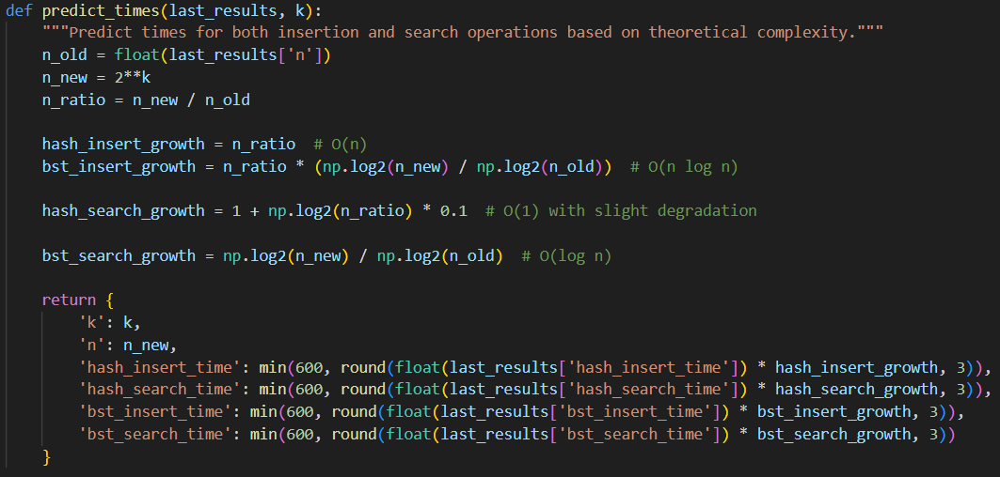 def predict_times(last_results, k):
    """Predict times for both insertion and search operations based on theoretical complexity."""
    n_old = float(last_results['n'])
    n_new = 2**k
    n_ratio = n_new / n_old
    hash_insert_growth = n_ratio  # O(n)
    bst_insert_growth = n_ratio * (np.log2(n_new) / np.log2(n_old))  # O(n log n)
    hash_search_growth = 1 + np.log2(n_ratio) * 0.1  # O(1) with slight degradation
    bst_search_growth = np.log2(n_new) / np.log2(n_old)  # O(log n)
    return {
        'k': k,
        'n': n_new,
        'hash_insert_time': min(600, round(float(last_results['hash_insert_time']) * hash_insert_growth, 3)),
        'hash_search_time': min(600, round(float(last_results['hash_search_time']) * hash_search_growth, 3)),
        'bst_insert_time': min(600, round(float(last_results['bst_insert_time']) * bst_insert_growth, 3)),
        'bst_search_time': min(600, round(float(last_results['bst_search_time']) * bst_search_growth, 3))
    }